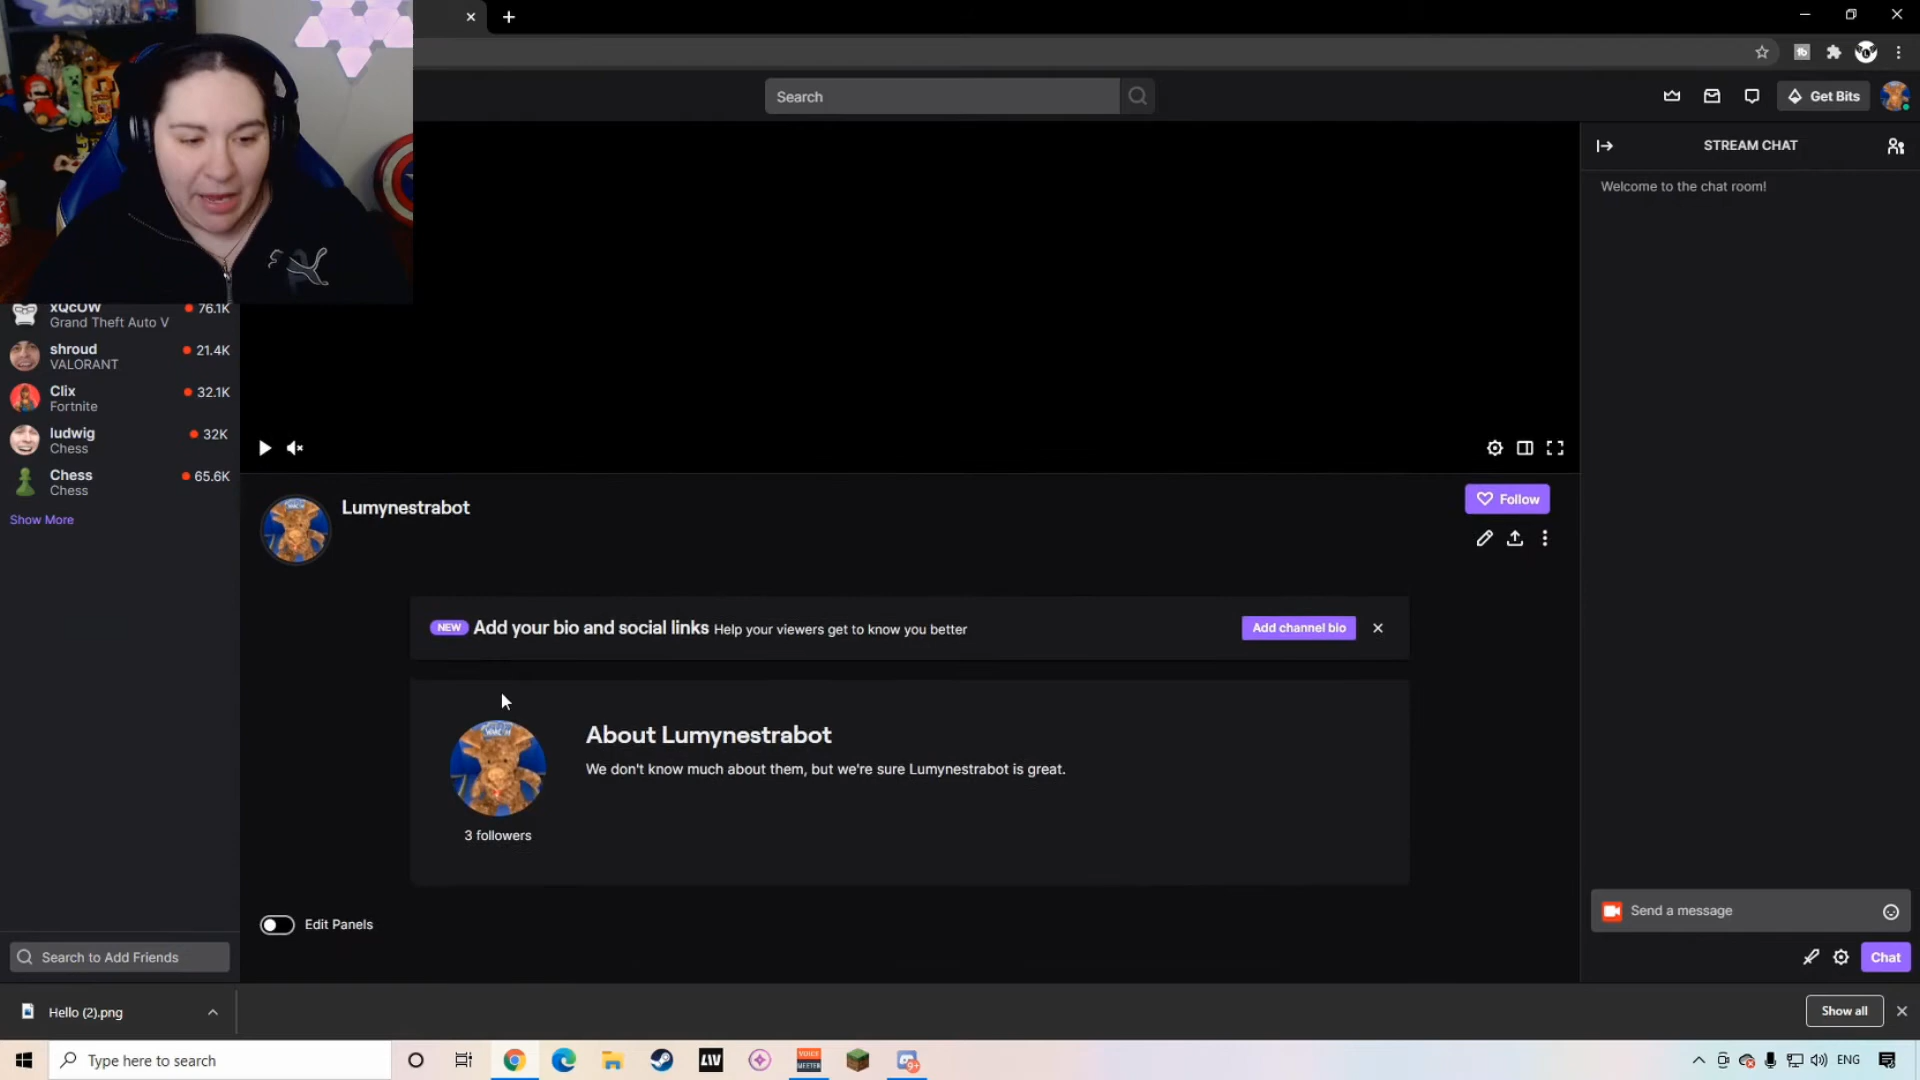 Search
Get Bits
STREAM CHAT
Welcome to the chat room!
xQcOW
76.1K
Grand Theft Auto V
shroud
21.4K
VALORANT
Clix
32.1K
Fortnite
ludwig
32K
Chess
Chess
65.6K
Chess
Show More
Lumynestrabot
Follow
NEW Add your bio and social links Help your viewers get to know you better
Add channel bio
About Lumynestrabot
We don't know much about them, but we're sure Lumynestrabot is great.
3 followers
Edit Panels
Send a message
Search to Add Friends
Chat
Hello (2).png
Show all
Type here to search
LIV
VOICE
MEETER
9+
ENG